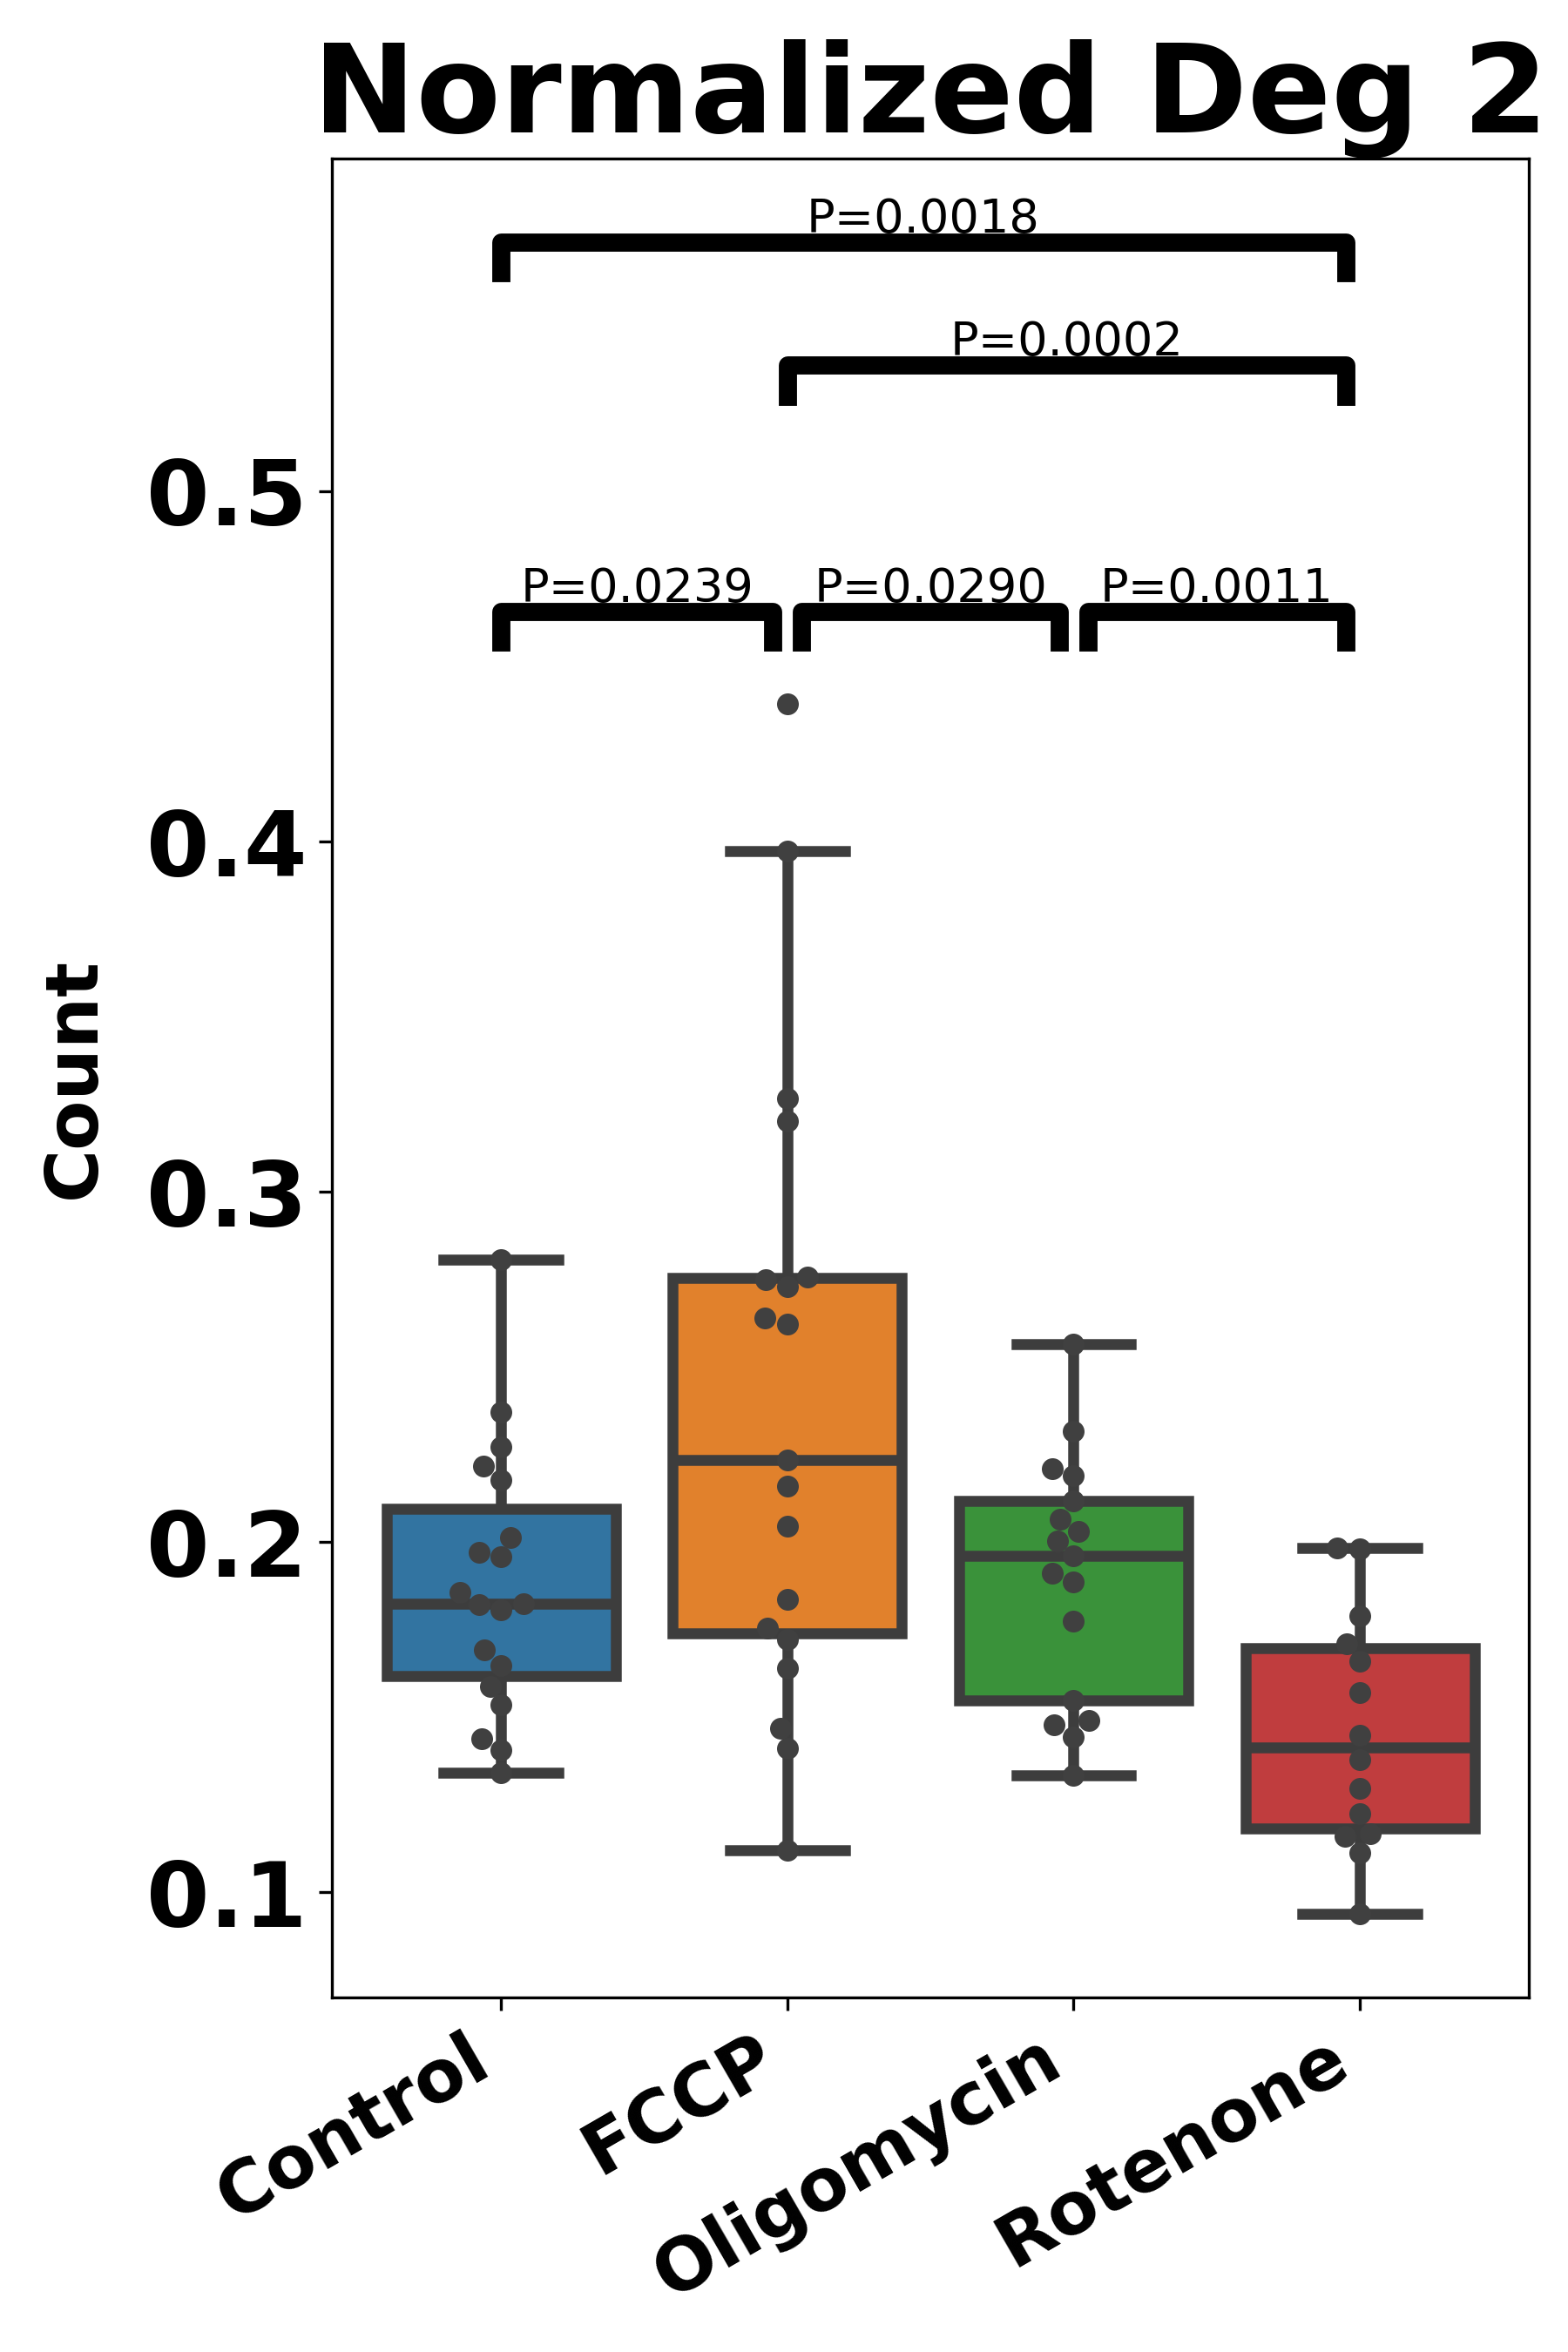 Normalized Deg 2
P=0.0018
P=0.0002
0.5
P=0.0239 P=0.0290 P=0.0011
0.4
Count
0.3
0.2
0.1
Control FCCP Oligomycin Rotenone